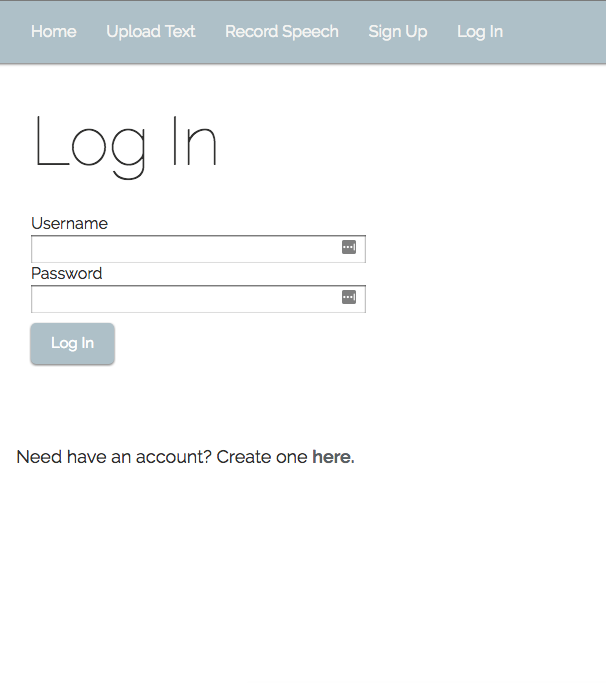 Home Upload Text Record Speech Sign Up Log In
Log In
Username
Password
Log In
Need have an account? Create one here.